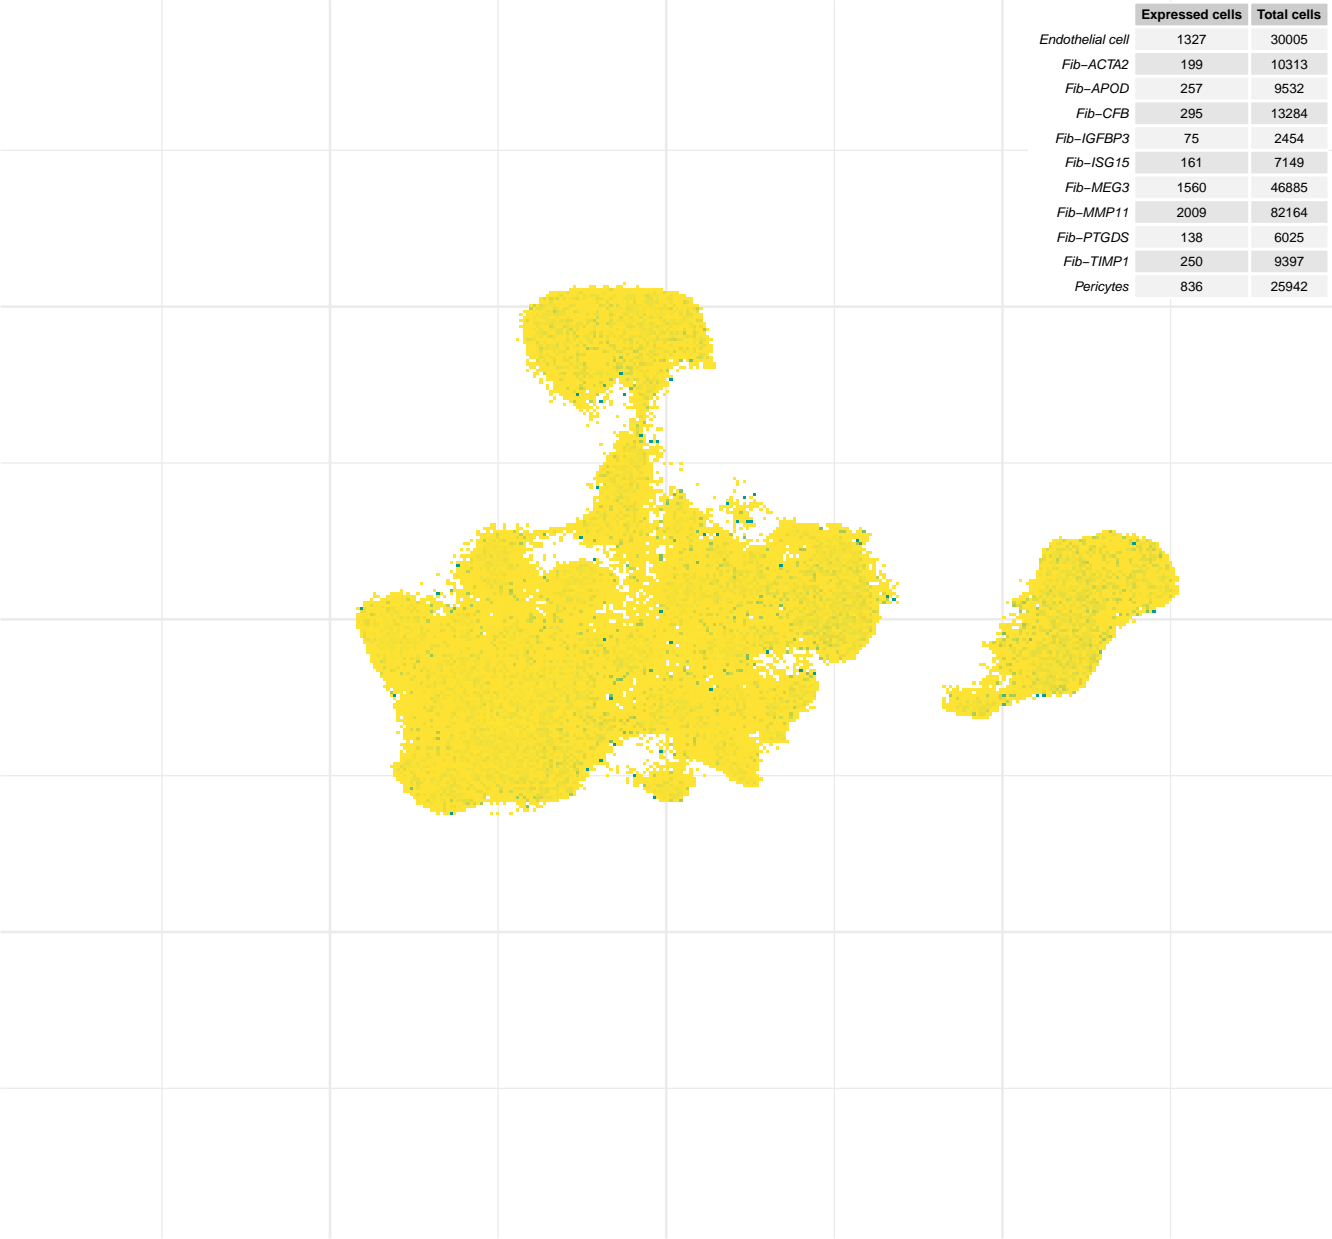 Expressed cells Total cells
Endothelial cell 1327 30005
Fib−ACTA2 199 10313
Fib−APOD 257 9532
Fib−CFB 295 13284
Fib−IGFBP3 75 2454
Fib−ISG15 161 7149
Fib−MEG3 1560 46885
Fib−MMP11 2009 82164
Fib−PTGDS 138 6025
Fib−TIMP1 250 9397
Pericytes 836 25942